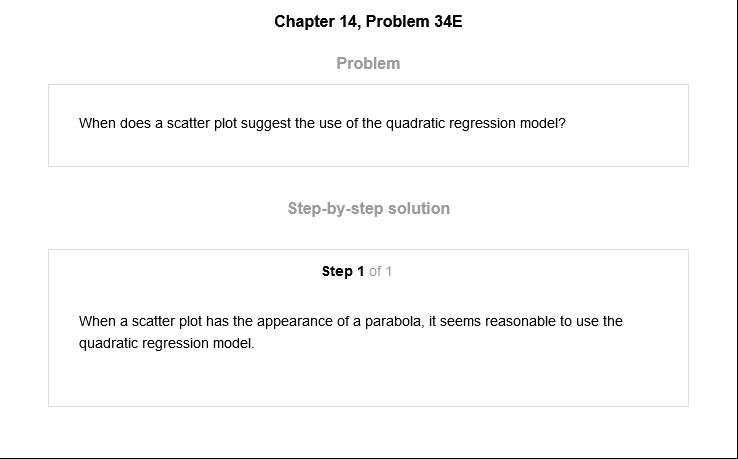 Chapter 14, Problem 34E
Problem
When does a scatter plot suggest the use of the quadratic regression model?
Step-by-step solution
Step 1 of 1
When a scatter plot has the appearance of a parabola, it seems reasonable to use the
quadratic regression model.